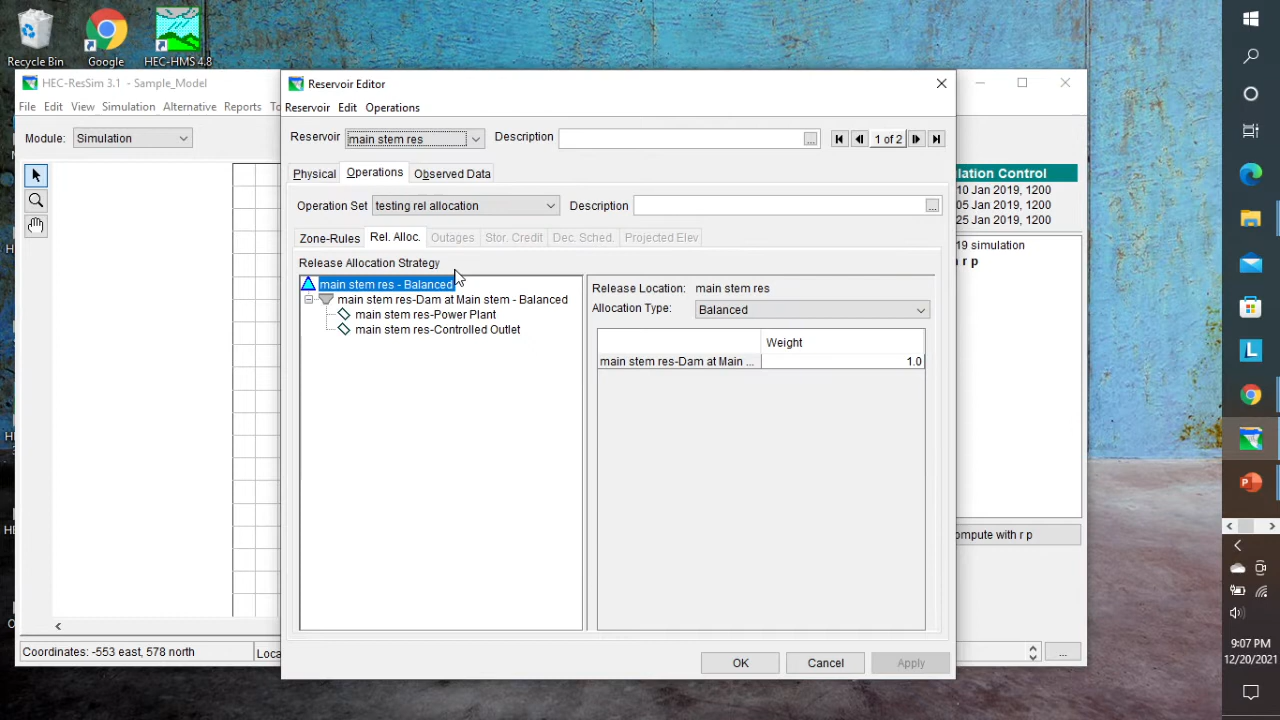 Recycle Bin
Google
HEC-HMS 4.8
HEC-ResSim 3.1 - Sample_Model
File Edit View Simulation Alternative Reports
Module: Simulation
Coordinates: -553 east, 578 north
Reservoir Editor
Reservoir Edit Operations
Reservoir main stem res Description ... 1 of 2
Physical Operations Observed Data
Operation Set testing rel allocation Description ...
Zone-Rules Rel. Alloc. Outages Stor. Credit Dec. Sched. Projected Elev
Release Allocation Strategy
main stem res - Balanced
main stem res-Dam at Main stem - Balanced
main stem res-Power Plant
main stem res-Controlled Outlet
Release Location: main stem res
Allocation Type: Balanced
Weight
main stem res-Dam at Main ... 1.0
OK Cancel Apply
lation Control
10 Jan 2019, 1200
05 Jan 2019, 1200
25 Jan 2019, 1200
19 simulation
r p
ompute with r p
...
9:07 PM
12/20/2021